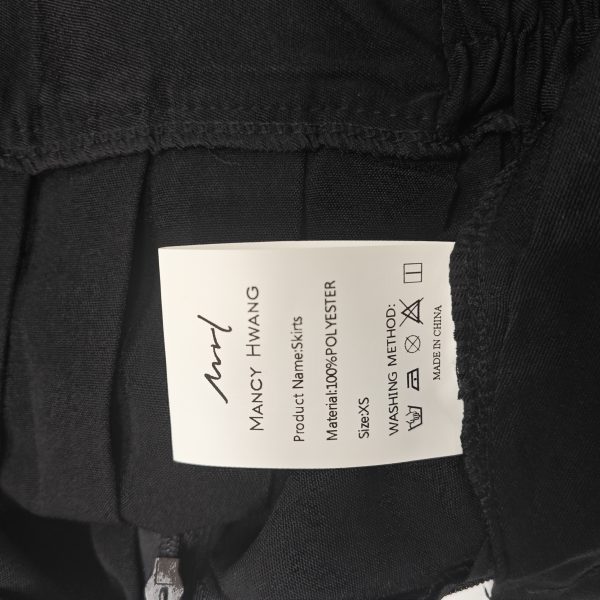 MANCY HWANG
Product Name:Skirts
Material:100%POLYESTER
Size:XS
WASHING METHOD:
MADE IN CHINA